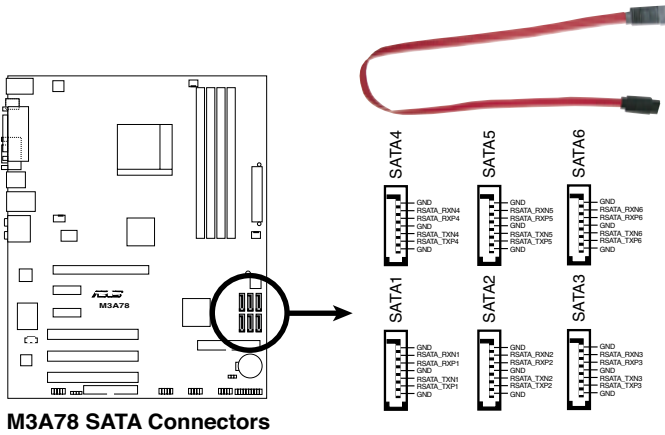 SATA4
GND
RSATA_RXN4
RSATA_RXP4
GND
RSATA_TXN4
RSATA_TXP4
GND
SATA5
GND
RSATA_RXN5
RSATA_RXP5
GND
RSATA_TXN5
RSATA_TXP5
GND
SATA6
GND
RSATA_RXN6
RSATA_RXP6
GND
RSATA_TXN6
RSATA_TXP6
GND
ASUS
M3A78
SATA1
GND
RSATA_RXN1
RSATA_RXP1
GND
RSATA_TXN1
RSATA_TXP1
GND
SATA2
GND
RSATA_RXN2
RSATA_RXP2
GND
RSATA_TXN2
RSATA_TXP2
GND
SATA3
GND
RSATA_RXN3
RSATA_RXP3
GND
RSATA_TXN3
RSATA_TXP3
GND
M3A78 SATA Connectors